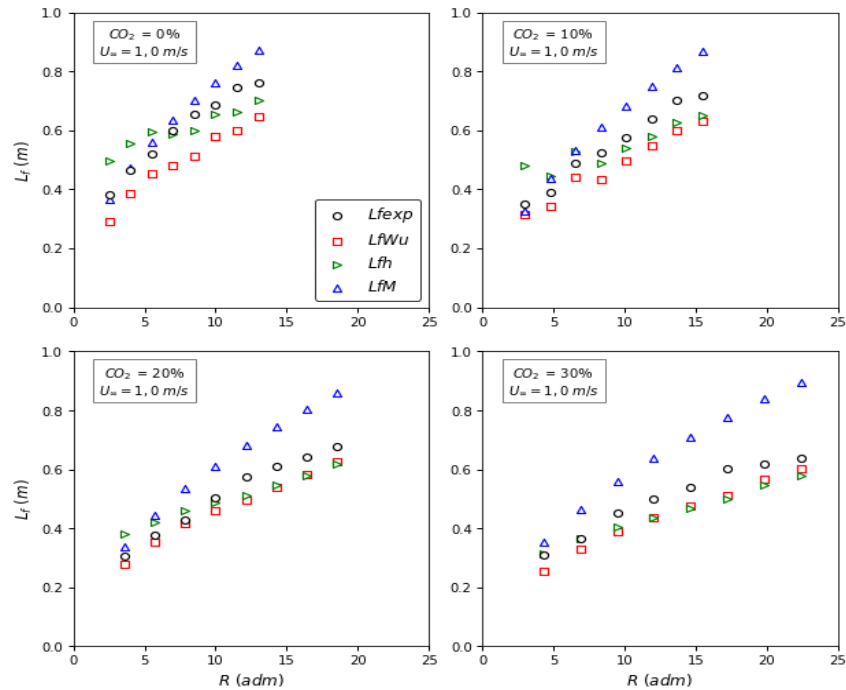 CO₂ = 0%
U∞ = 1, 0 m/s
L_f (m)
1.0
0.8
0.6
0.4
0.2
0.0
0 5 10 15 20 25
Lfexp
LfWu
Lfh
LfM
CO₂ = 10%
U∞ = 1, 0 m/s
1.0
0.8
0.6
0.4
0.2
0.0
0 5 10 15 20 25
CO₂ = 20%
U∞ = 1, 0 m/s
L_f (m)
1.0
0.8
0.6
0.4
0.2
0.0
0 5 10 15 20 25
R (adm)
CO₂ = 30%
U∞ = 1, 0 m/s
1.0
0.8
0.6
0.4
0.2
0.0
0 5 10 15 20 25
R (adm)